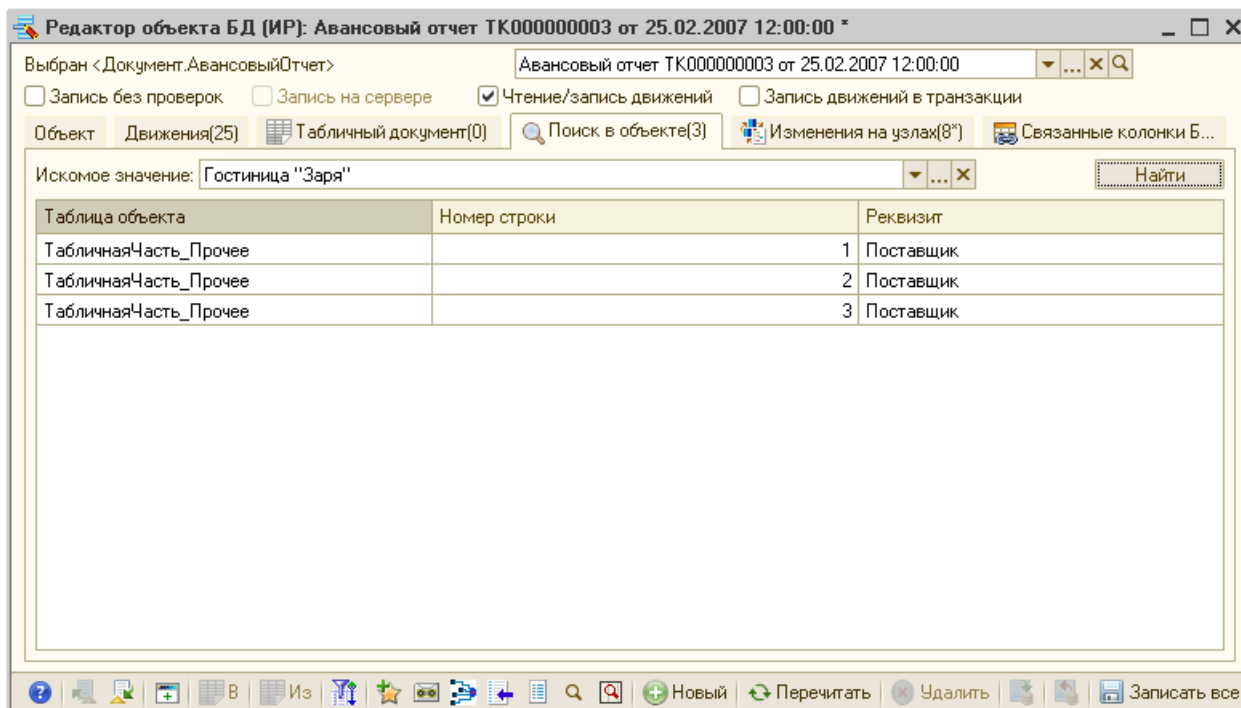 Редактор объекта БД (ИР): Авансовый отчет ТК000000003 от 25.02.2007 12:00:00 *
Выбран <Документ.АвансовыйОтчет> Авансовый отчет ТК000000003 от 25.02.2007 12:00:00
Запись без проверок Запись на сервере Чтение/запись движений Запись движений в транзакции
Объект Движения(25) Табличный документ(0) Поиск в объекте(3) Изменения на узлах(8*) Связанные колонки Б...
Искомое значение: Гостиница "Заря" ... Найти
Таблица объекта Номер строки Реквизит
ТабличнаяЧасть_Прочее 1 Поставщик
ТабличнаяЧасть_Прочее 2 Поставщик
ТабличнаяЧасть_Прочее 3 Поставщик
В Из Новый Перечитать Удалить Записать все